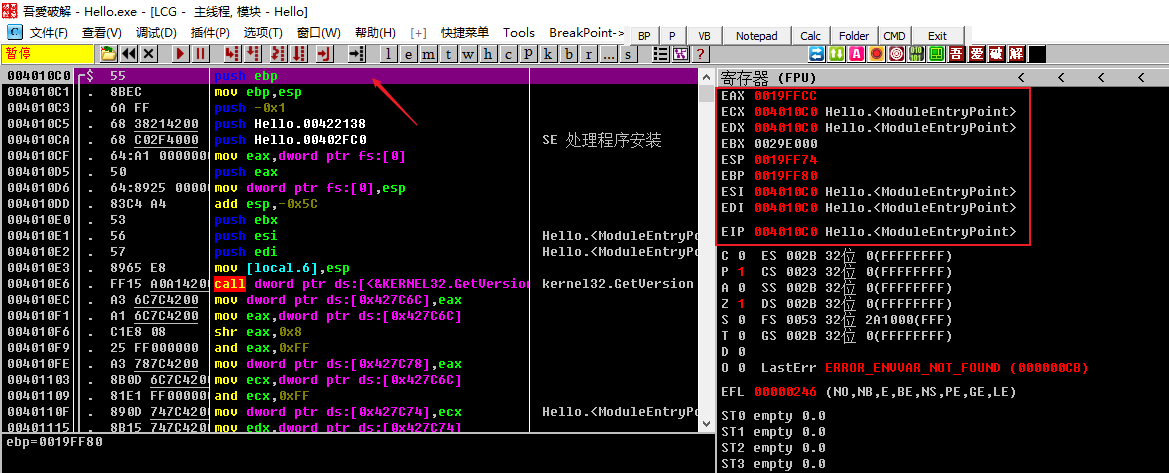 吾愛破解 - Hello.exe - [LCG - 主线程, 模块 - Hello]
文件(F) 查看(V) 调试(D) 插件(P) 选项(T) 窗口(W) 帮助(H) [+] 快捷菜单 Tools BreakPoint-> BP P VB Notepad Calc Folder CMD Exit
暂停 l e m t w h c P k b r ... s ? 吾 爱 破 解
寄存器 (FPU) < < < <
004010C0 $ 55 push ebp
004010C1 . 8BEC mov ebp,esp
004010C3 . 6A FF push -0x1
004010C5 . 68 38214200 push Hello.00422138
004010CA . 68 C02F4000 push Hello.00402FC0 SE 处理程序安装
004010CF . 64:A1 0000000 mov eax,dword ptr fs:[0]
004010D5 . 50 push eax
004010D6 . 64:8925 00000 mov dword ptr fs:[0],esp
004010DD . 83C4 A4 add esp,-0x5C
004010E0 . 53 push ebx
004010E1 . 56 push esi Hello.<ModuleEntryPo
004010E2 . 57 push edi Hello.<ModuleEntryPo
004010E3 . 8965 E8 mov [local.6],esp
004010E6 . FF15 A0A14200 call dword ptr ds:[<&KERNEL32.GetVersion kernel32.GetVersion
004010EC . A3 6C7C4200 mov dword ptr ds:[0x427C6C],eax
004010F1 . A1 6C7C4200 mov eax,dword ptr ds:[0x427C6C]
004010F6 . C1E8 08 shr eax,0x8
004010F9 . 25 FF000000 and eax,0xFF
004010FE . A3 787C4200 mov dword ptr ds:[0x427C78],eax
00401103 . 8B0D 6C7C420 mov ecx,dword ptr ds:[0x427C6C]
00401109 . 81E1 FF00000 and ecx,0xFF
0040110F . 890D 747C420 mov dword ptr ds:[0x427C74],ecx Hello.<ModuleEntryPo
00401115 . 8B15 747C420 mov edx,dword ptr ds:[0x427C74]
ebp=0019FF80
EAX 0019FFCC
ECX 004010C0 Hello.<ModuleEntryPoint>
EDX 004010C0 Hello.<ModuleEntryPoint>
EBX 0029E000
ESP 0019FF74
EBP 0019FF80
ESI 004010C0 Hello.<ModuleEntryPoint>
EDI 004010C0 Hello.<ModuleEntryPoint>
EIP 004010C0 Hello.<ModuleEntryPoint>
C 0 ES 002B 32位 0(FFFFFFFF)
P 1 CS 0023 32位 0(FFFFFFFF)
A 0 SS 002B 32位 0(FFFFFFFF)
Z 1 DS 002B 32位 0(FFFFFFFF)
S 0 FS 0053 32位 2A1000(FFF)
T 0 GS 002B 32位 0(FFFFFFFF)
D 0
O 0 LastErr ERROR_ENVVAR_NOT_FOUND (000000CB)
EFL 00000246 (NO,NB,E,BE,NS,PE,GE,LE)
ST0 empty 0.0
ST1 empty 0.0
ST2 empty 0.0
ST3 empty 0.0